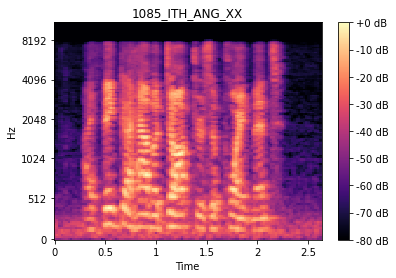 1085_ITH_ANG_XX
+0 dB
8192
-10 dB
4096
-20 dB
-30 dB
2048
Hz
-40 dB
1024
-50 dB
512
-60 dB
-70 dB
0
-80 dB
0 0.5 1 1.5 2 2.5
Time